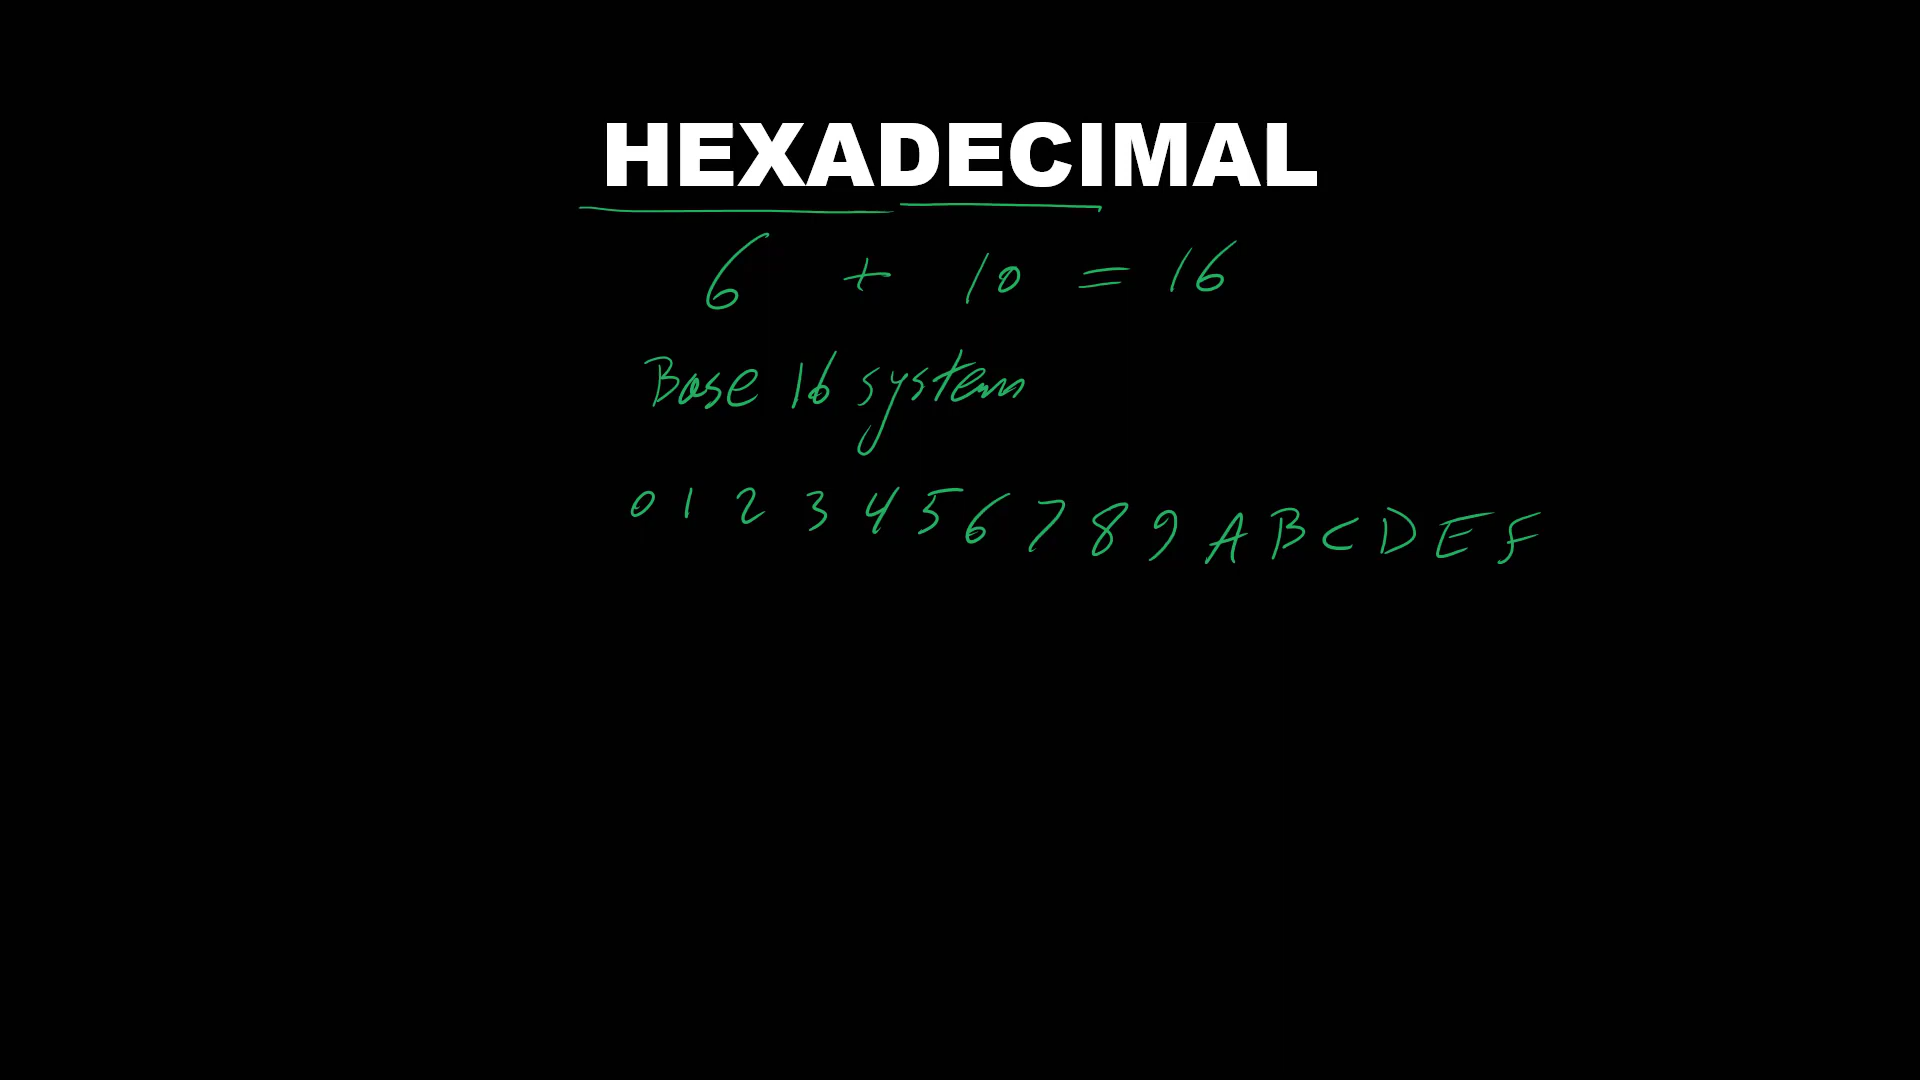 HEXADECIMAL
6 + 10 = 16
Base 16 system
0 1 2 3 4 5 6 7 8 9 A B C D E F